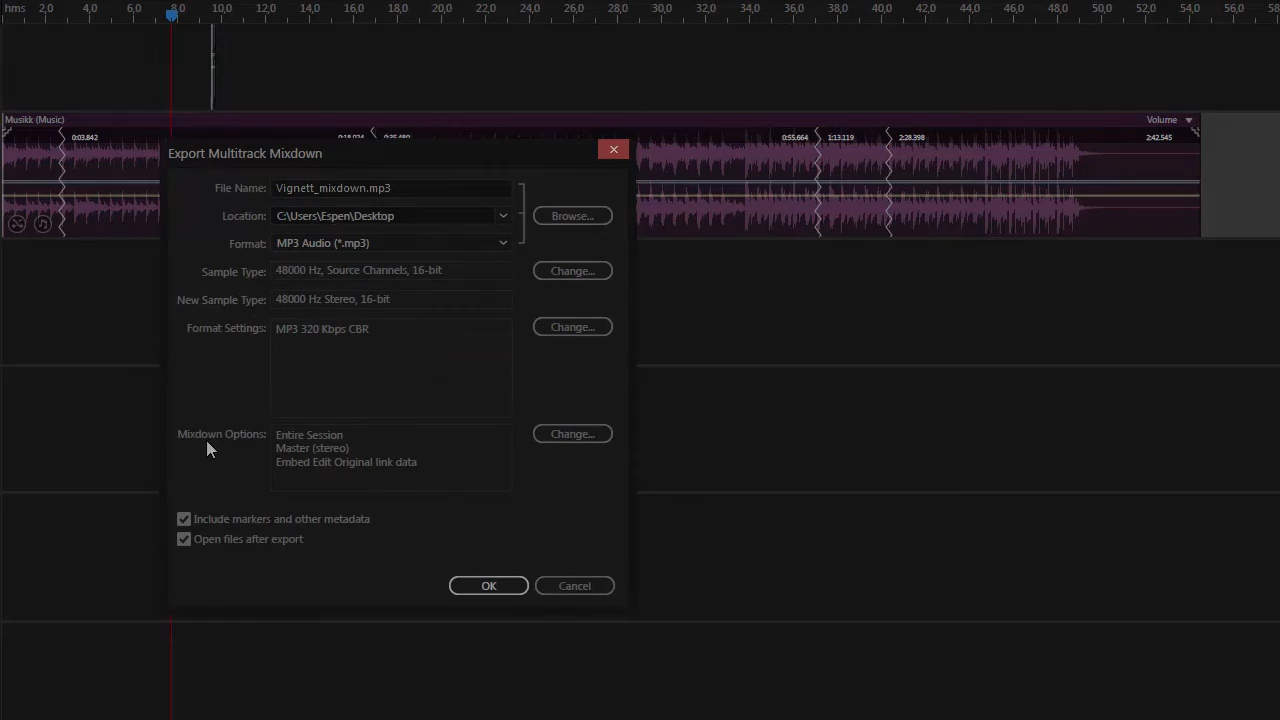 hms 2,0 4,0 6,0 8,0 10,0 12,0 14,0 16,0 18,0 20,0 22,0 24,0 26,0 28,0 30,0 32,0 34,0 36,0 38,0 40,0 42,0 44,0 46,0 48,0 50,0 52,0 54,0 56,0 58
Musikk (Music) Volume
0:03.842 0:55.664 1:13.119 2:28.398 2:42.545
Export Multitrack Mixdown
File Name: Vignett_mixdown.mp3
Location: C:\Users\Espen\Desktop Browse...
Format: MP3 Audio (*.mp3)
Sample Type: 48000 Hz, Source Channels, 16-bit Change...
New Sample Type: 48000 Hz Stereo, 16-bit
Format Settings: MP3 320 Kbps CBR Change...
Mixdown Options: Entire Session Change...
Master (stereo)
Embed Edit Original link data
Include markers and other metadata
Open files after export
OK Cancel